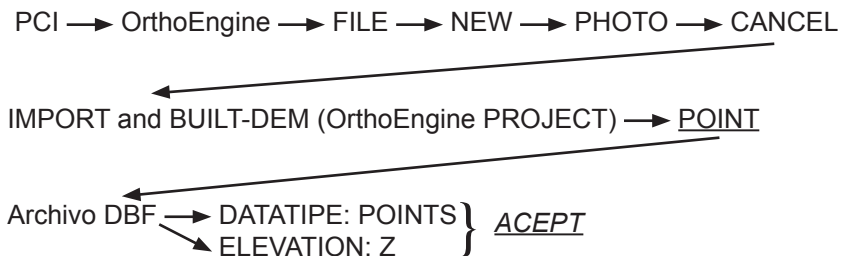 PCI → OrthoEngine → FILE → NEW → PHOTO → CANCEL
IMPORT and BUILT-DEM (OrthoEngine PROJECT) → POINT
Archivo DBF → DATATIPE: POINTS } ACEPT
ELEVATION: Z